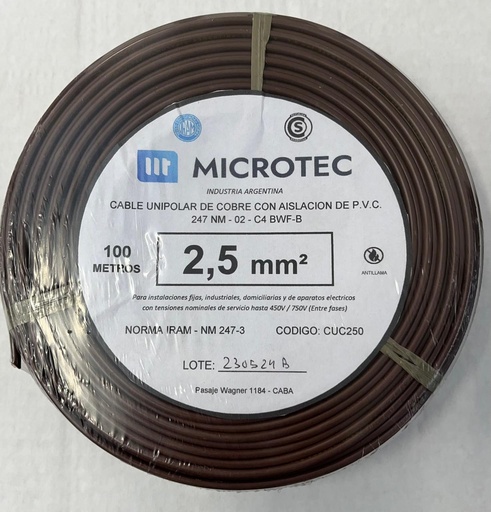 IRAM
S
MICROTEC
INDUSTRIA ARGENTINA
CABLE UNIPOLAR DE COBRE CON AISLACION DE P.V.C.
247 NM - 02 - C4 BWF-B
100
METROS
2,5 mm²
ANTILLAMA
Para instalaciones fijas, industriales, domiciliarias y de aparatos electricos
con tensiones nominales de servicio hasta 450V / 750V (Entre fases)
NORMA IRAM - NM 247-3
CODIGO: CUC250
LOTE: 230524B
Pasaje Wagner 1184 - CABA